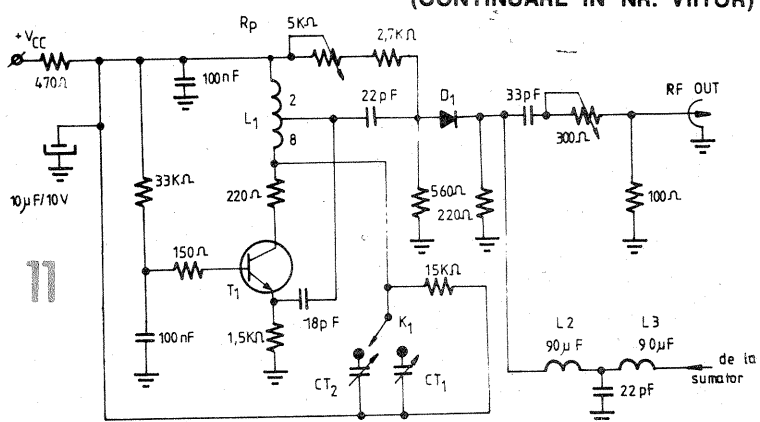 (CONTINUARE IN NR. VIITOR)
+ VCC
470Ω
100nF
Rp
5KΩ
2,7KΩ
22pF
D1
33pF
RF OUT
300Ω
100Ω
L1
2
8
10µF/10V
33KΩ
220Ω
560Ω
220Ω
150Ω
T1
18pF
15KΩ
K1
11
100nF
1,5KΩ
CT2
CT1
L2
90µF
L3
90µF
22pF
de la
sumator